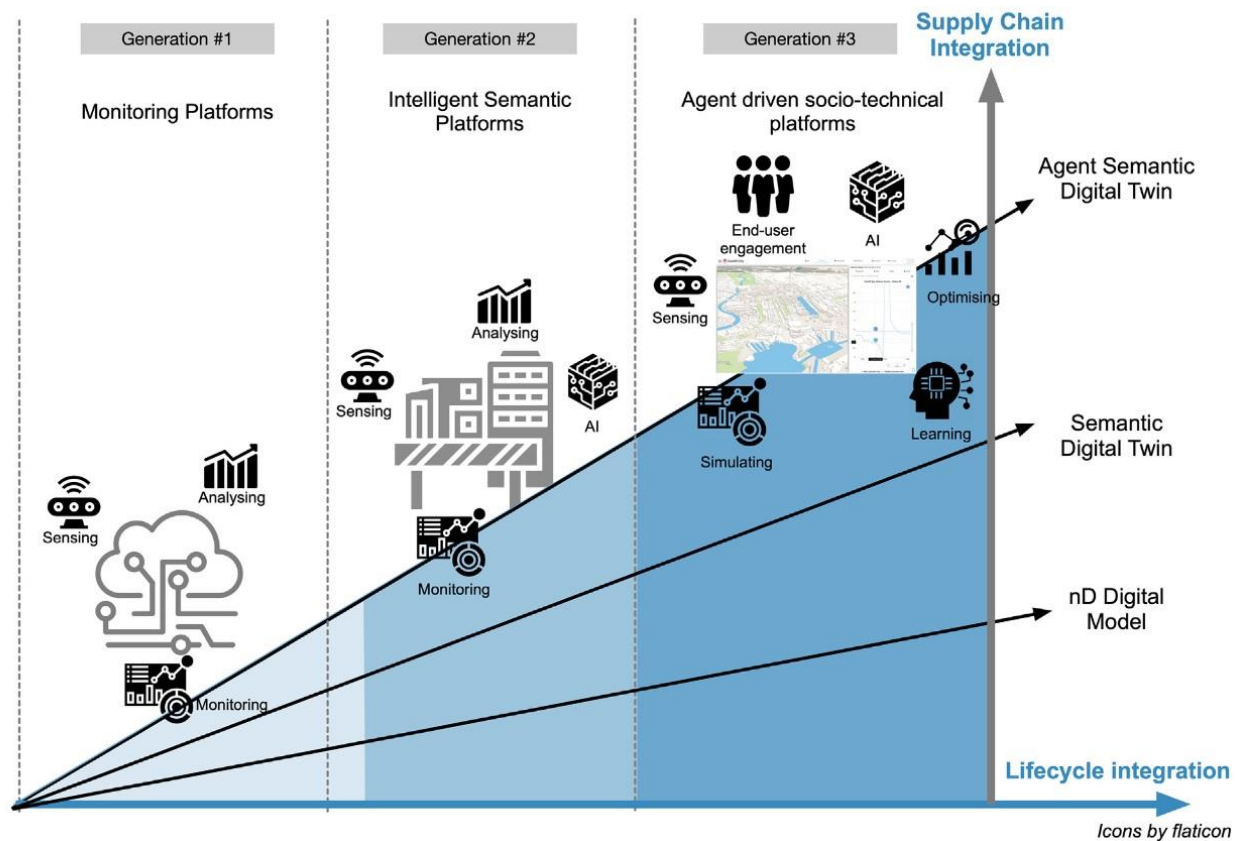 Generation #1
Generation #2
Generation #3
Supply Chain
Integration
Monitoring Platforms
Intelligent Semantic
Platforms
Agent driven socio-technical
platforms
Agent Semantic
Digital Twin
End-user
engagement
AI
Sensing
Optimising
Analysing
Sensing
AI
Simulating
Learning
Semantic
Digital Twin
Analysing
Sensing
Monitoring
nD Digital
Model
Monitoring
Lifecycle integration
Icons by flaticon